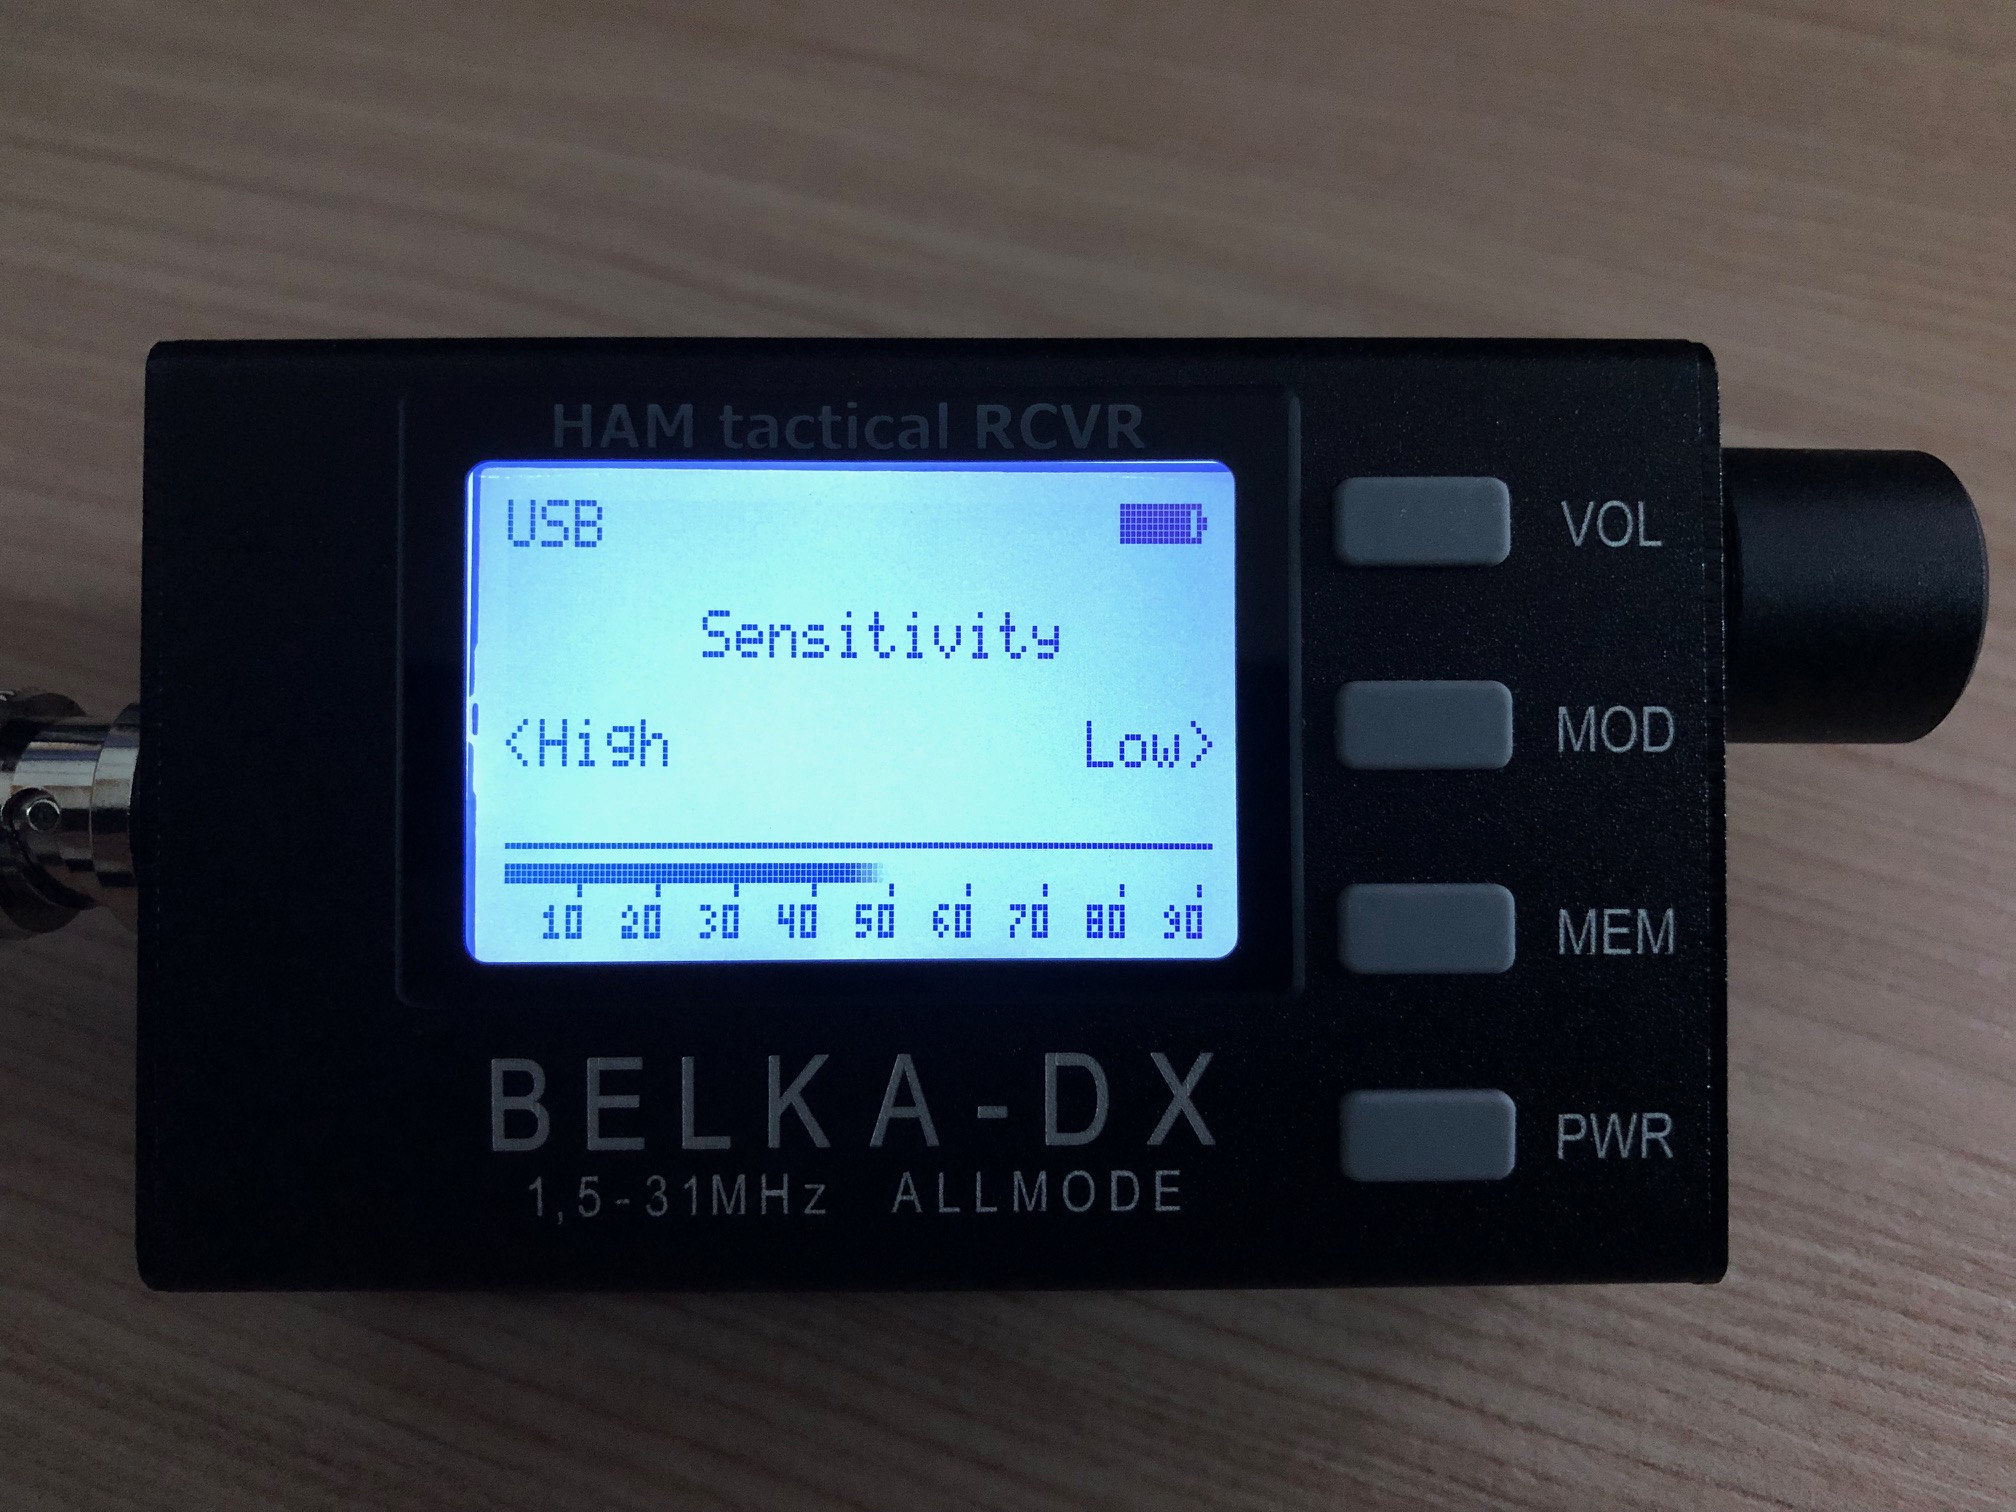 HAM tactical RCVR
USB
Sensitivity
<High Low>
10 20 30 40 50 60 70 80 90
VOL
MOD
MEM
PWR
BELKA-DX
1,5-31MHz ALLMODE